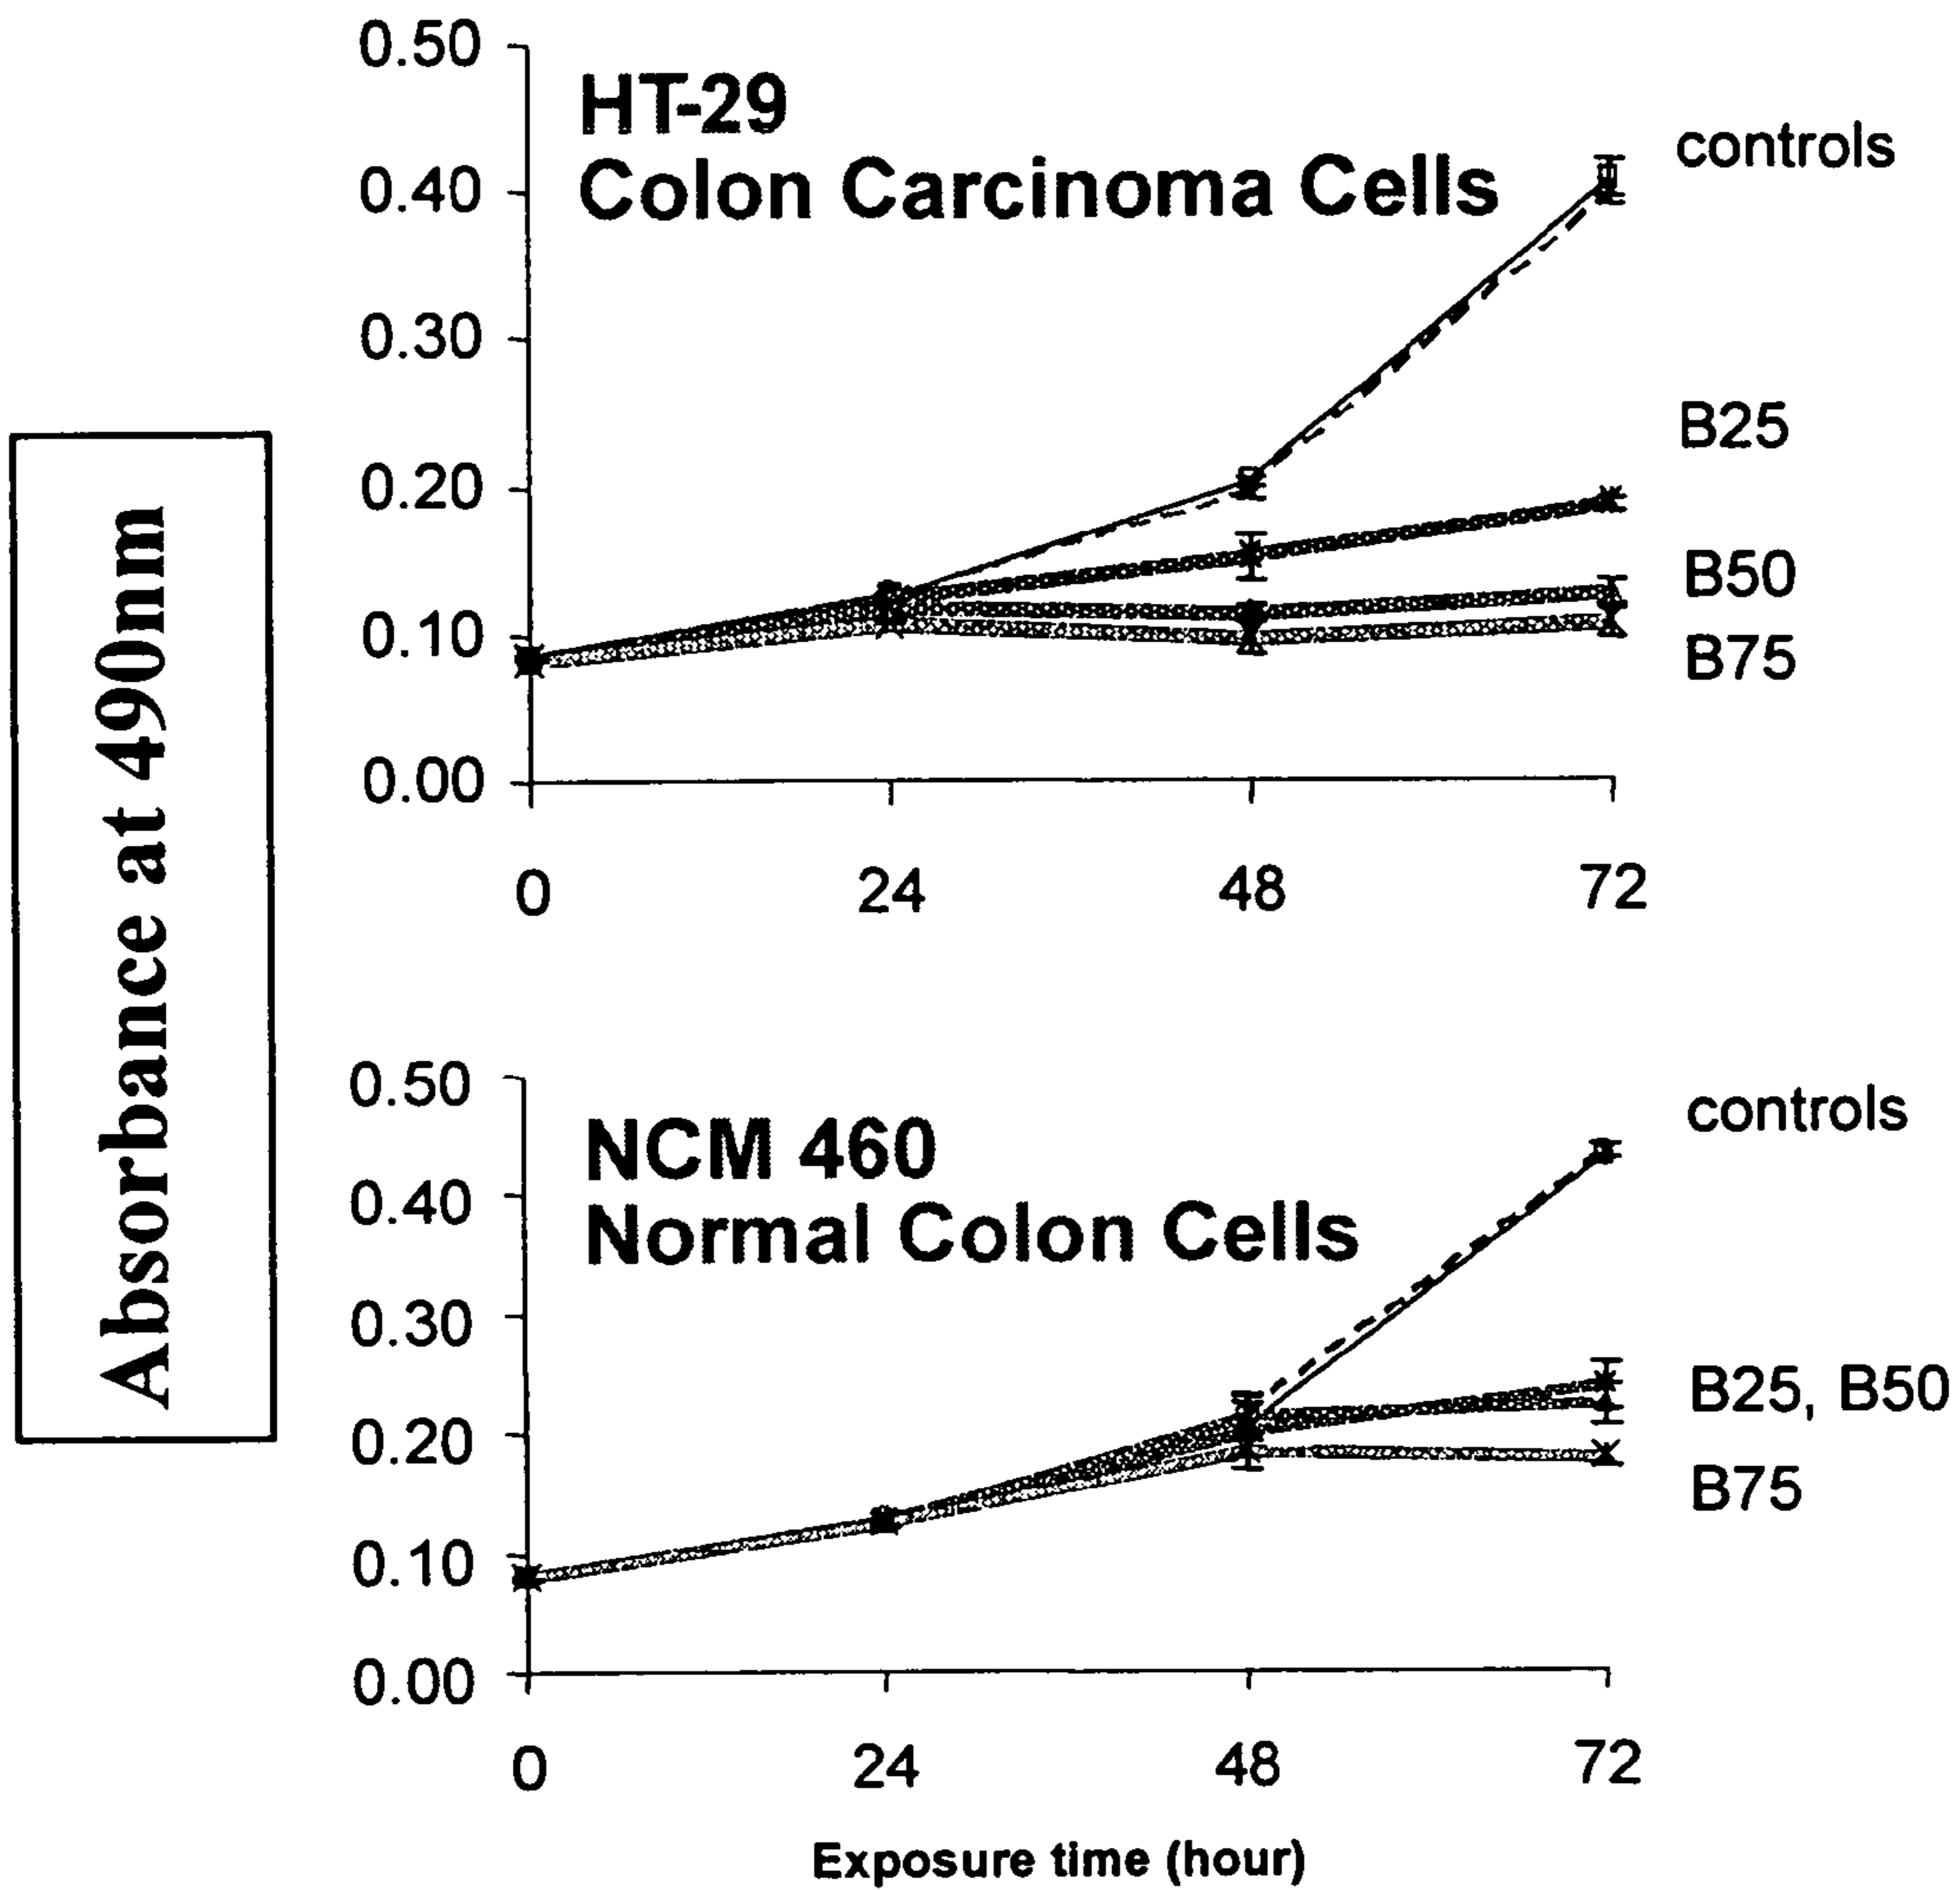 Absorbance at 490nm
0.50
0.40
0.30
0.20
0.10
0.00
HT-29
Colon Carcinoma Cells
controls
B25
B50
B75
0
24
48
72
0.50
0.40
0.30
0.20
0.10
0.00
NCM 460
Normal Colon Cells
controls
B25, B50
B75
0
24
48
72
Exposure time (hour)